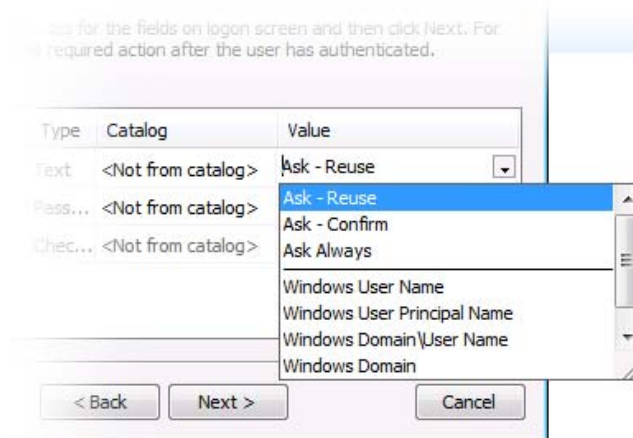 for the fields on logon screen and then click Next. For
required action after the user has authenticated.
Type Catalog Value
Text <Not from catalog> Ask - Reuse
Pass... <Not from catalog>
Chec... <Not from catalog>
Ask - Reuse
Ask - Confirm
Ask Always
Windows User Name
Windows User Principal Name
Windows Domain\User Name
Windows Domain
< Back Next > Cancel